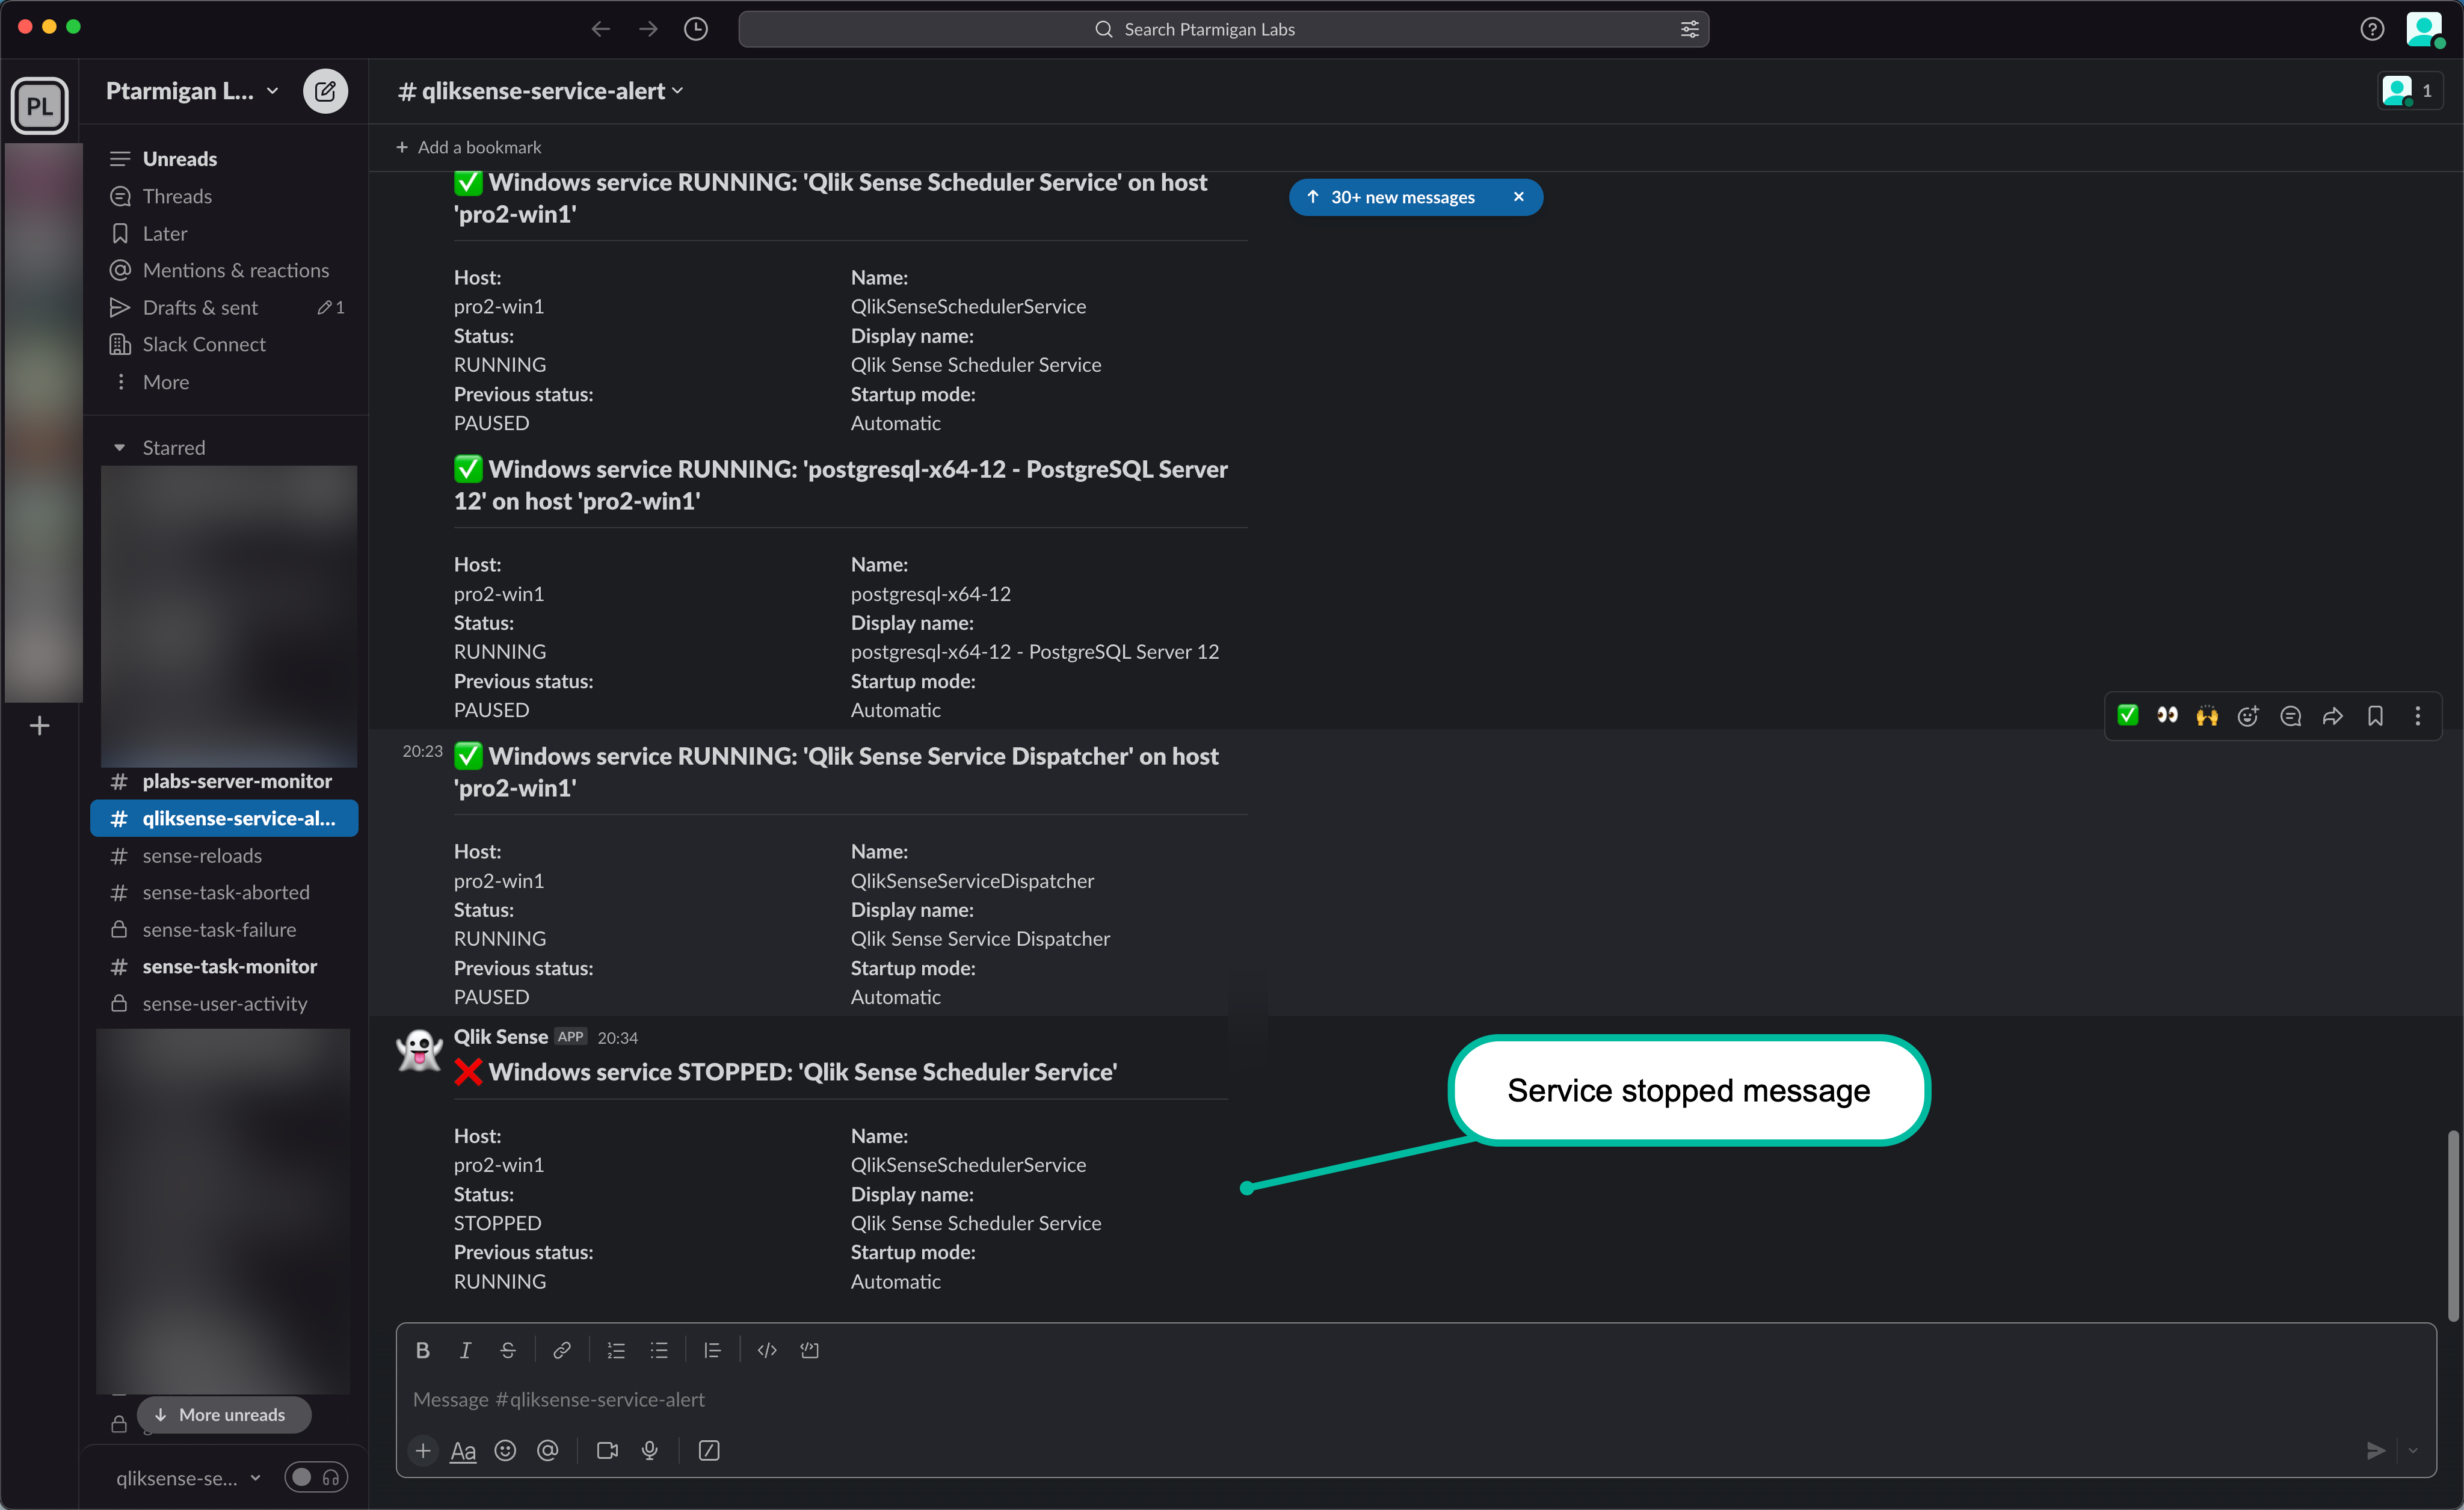 Search Ptarmigan Labs
PL
Ptarmigan L...
Unreads
Threads
Later
Mentions & reactions
Drafts & sent 1
Slack Connect
More
Starred
plabs-server-monitor
qliksense-service-al...
sense-reloads
sense-task-aborted
sense-task-failure
sense-task-monitor
sense-user-activity
More unreads
qliksense-se...
# qliksense-service-alert
1
+ Add a bookmark
30+ new messages
✅ Windows service RUNNING: 'Qlik Sense Scheduler Service' on host
'pro2-win1'
Host: Name:
pro2-win1 QlikSenseSchedulerService
Status: Display name:
RUNNING Qlik Sense Scheduler Service
Previous status: Startup mode:
PAUSED Automatic
✅ Windows service RUNNING: 'postgresql-x64-12 - PostgreSQL Server
12' on host 'pro2-win1'
Host: Name:
pro2-win1 postgresql-x64-12
Status: Display name:
RUNNING postgresql-x64-12 - PostgreSQL Server 12
Previous status: Startup mode:
PAUSED Automatic
20:23 ✅ Windows service RUNNING: 'Qlik Sense Service Dispatcher' on host
'pro2-win1'
Host: Name:
pro2-win1 QlikSenseServiceDispatcher
Status: Display name:
RUNNING Qlik Sense Service Dispatcher
Previous status: Startup mode:
PAUSED Automatic
Qlik Sense APP 20:34
❌ Windows service STOPPED: 'Qlik Sense Scheduler Service'
Host: Name:
pro2-win1 QlikSenseSchedulerService
Status: Display name:
STOPPED Qlik Sense Scheduler Service
Previous status: Startup mode:
RUNNING Automatic
Service stopped message
B I S
Message #qliksense-service-alert
Aa